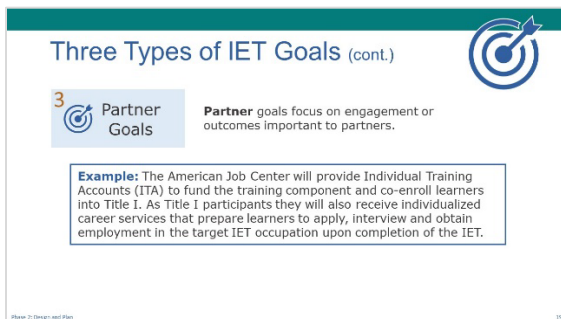 Three Types of IET Goals (cont.)
3
Partner
Goals
Partner goals focus on engagement or
outcomes important to partners.
Example: The American Job Center will provide Individual Training
Accounts (ITA) to fund the training component and co-enroll learners
into Title I. As Title I participants they will also receive individualized
career services that prepare learners to apply, interview and obtain
employment in the target IET occupation upon completion of the IET.
Phase 2: Design and Plan